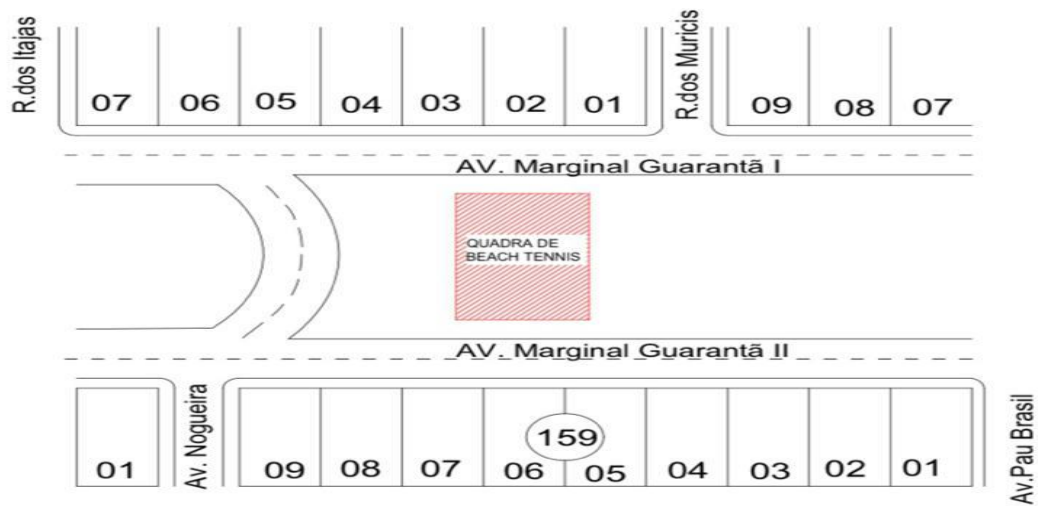 R.dos Itajas
R.dos Muricis
07 06 05 04 03 02 01 09 08 07
AV. Marginal Guarantã I
QUADRA DE
BEACH TENNIS
AV. Marginal Guarantã II
Av. Nogueira
Av.Pau Brasil
159
01 09 08 07 06 05 04 03 02 01